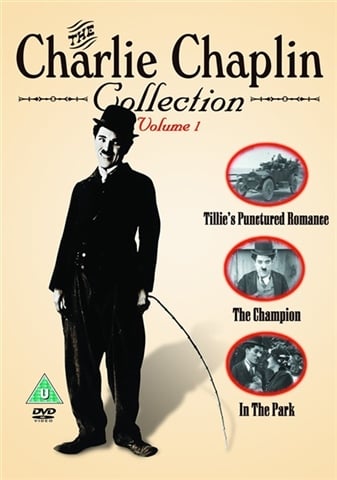 THE
Charlie Chaplin
Collection
Volume 1
Tillie's Punctured Romance
The Champion
In The Park
U
DVD
VIDEO